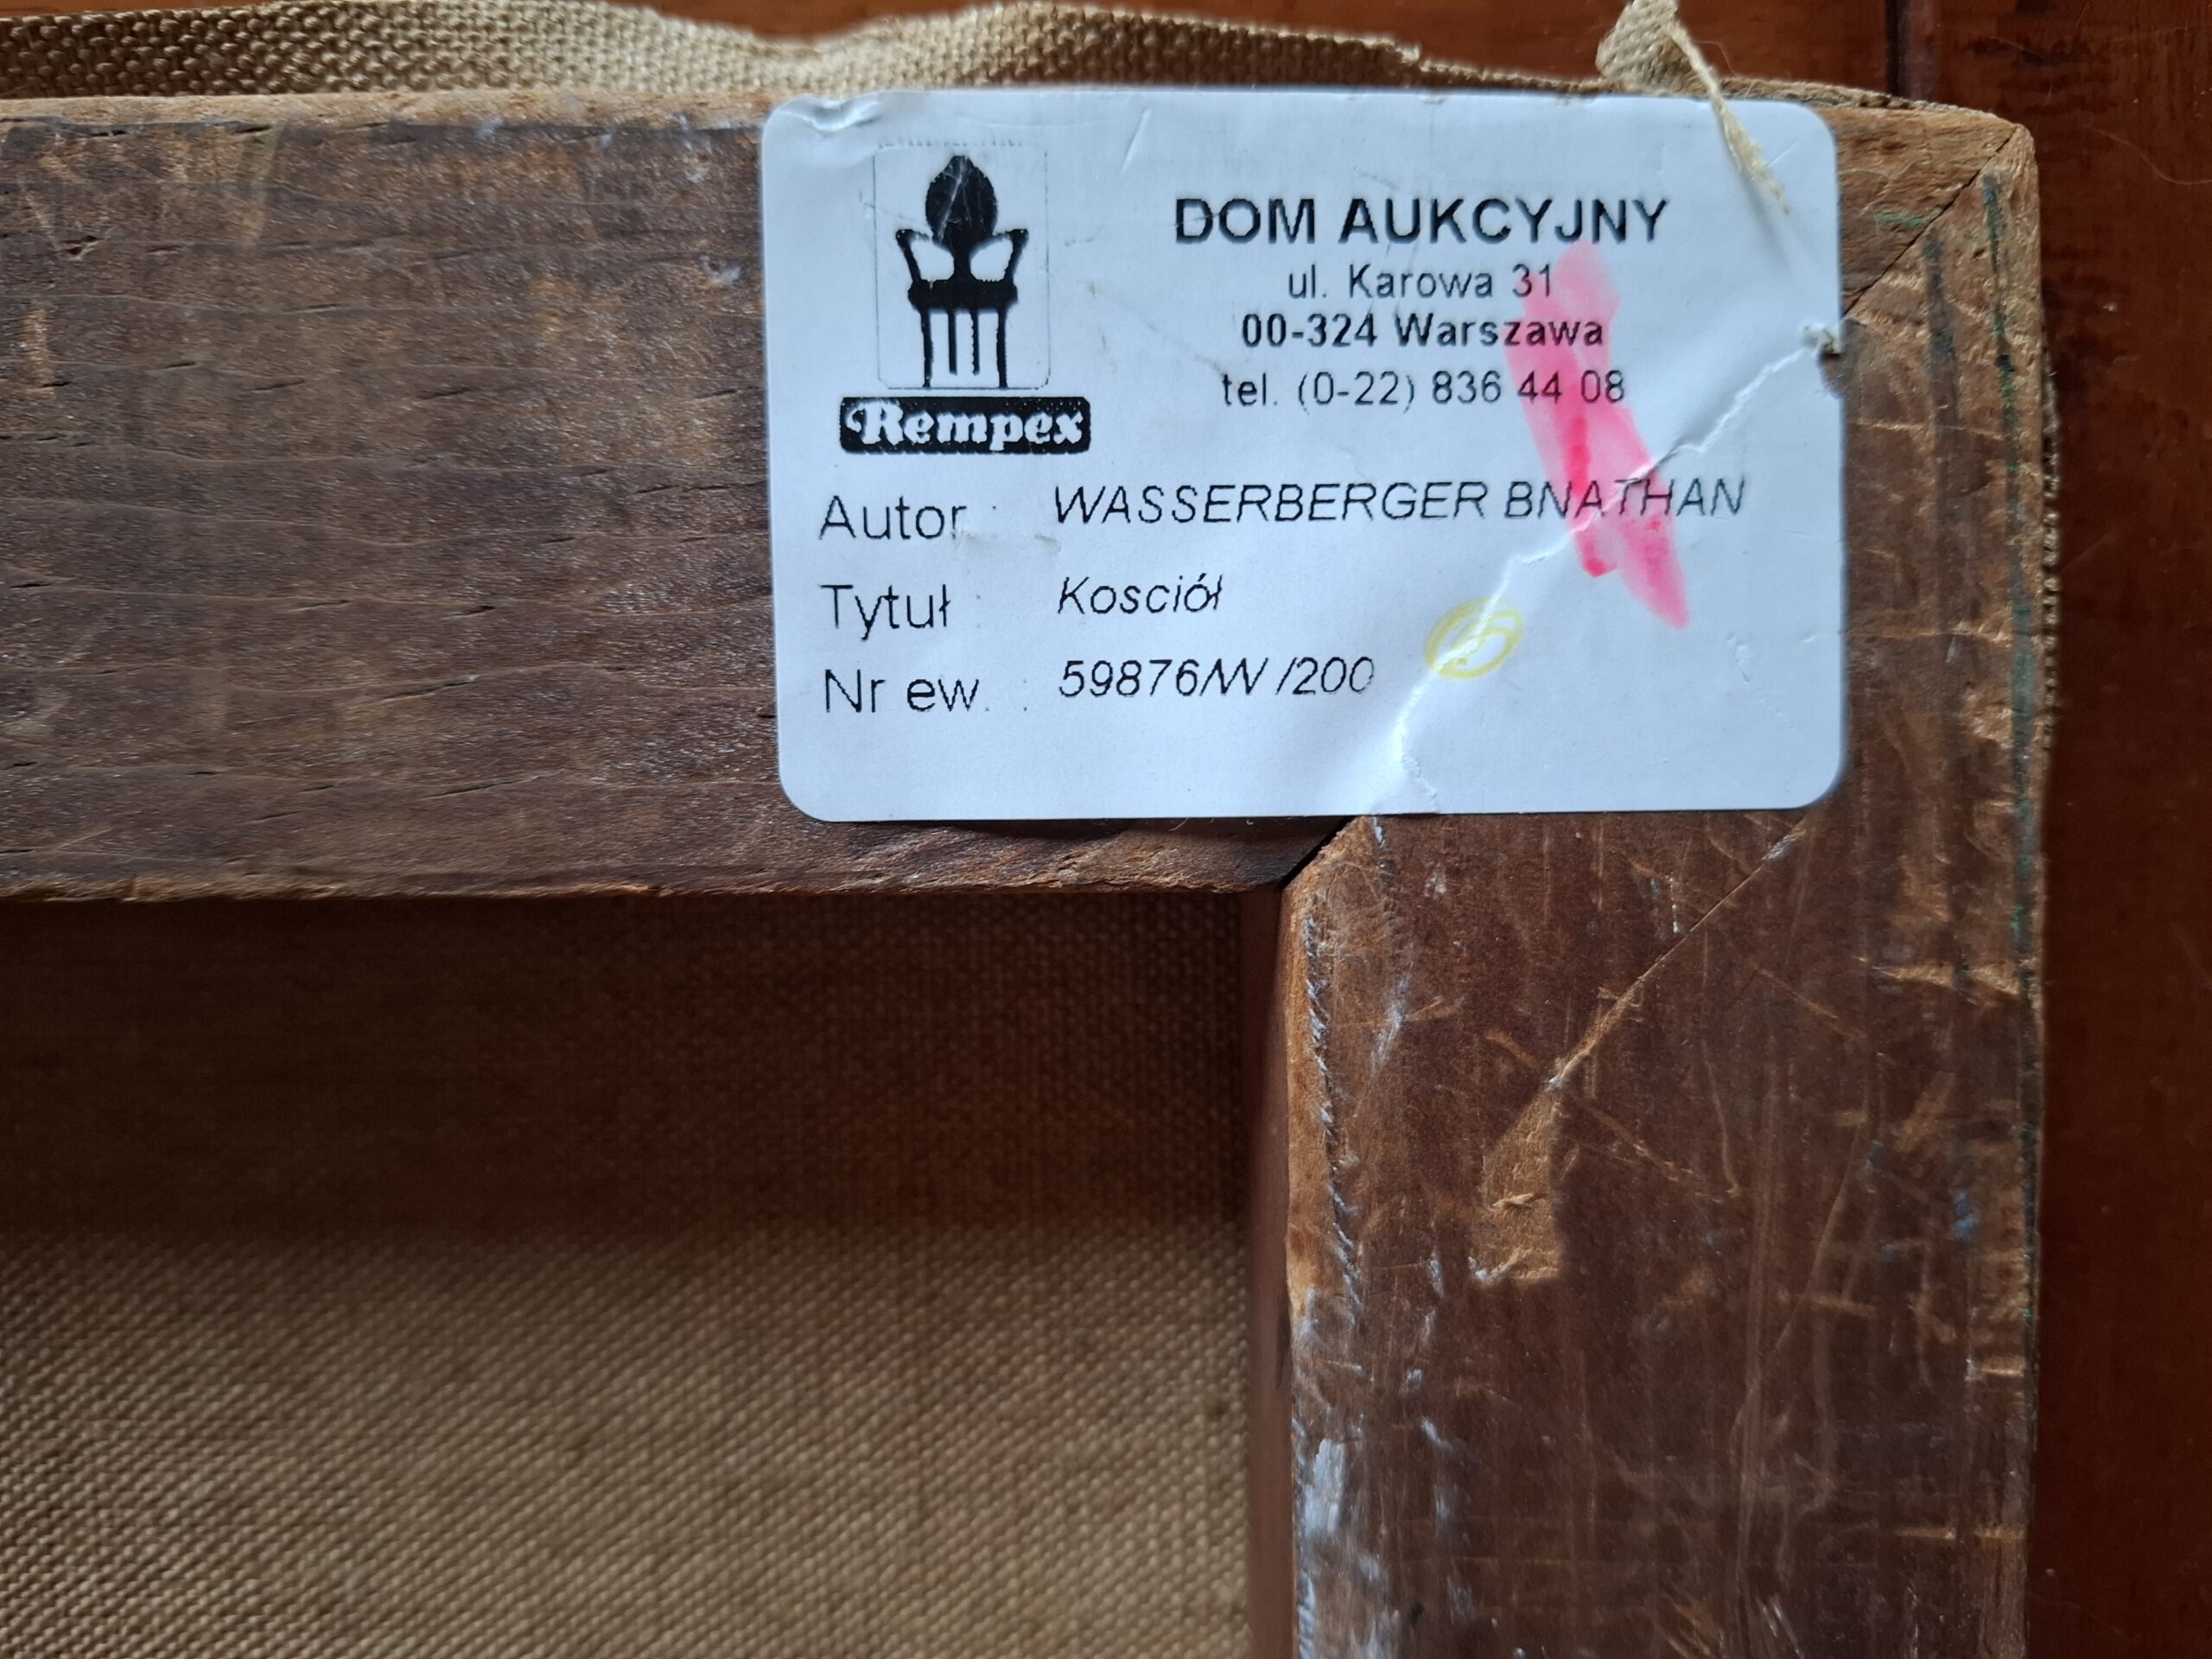 DOM AUKCYJNY
ul. Karowa 31
00-324 Warszawa
tel. (0-22) 836 44 08
Rempex
Autor : WASSERBERGER BNATHAN
Tytuł : Kosciół
Nr ew. : 59876/W /200